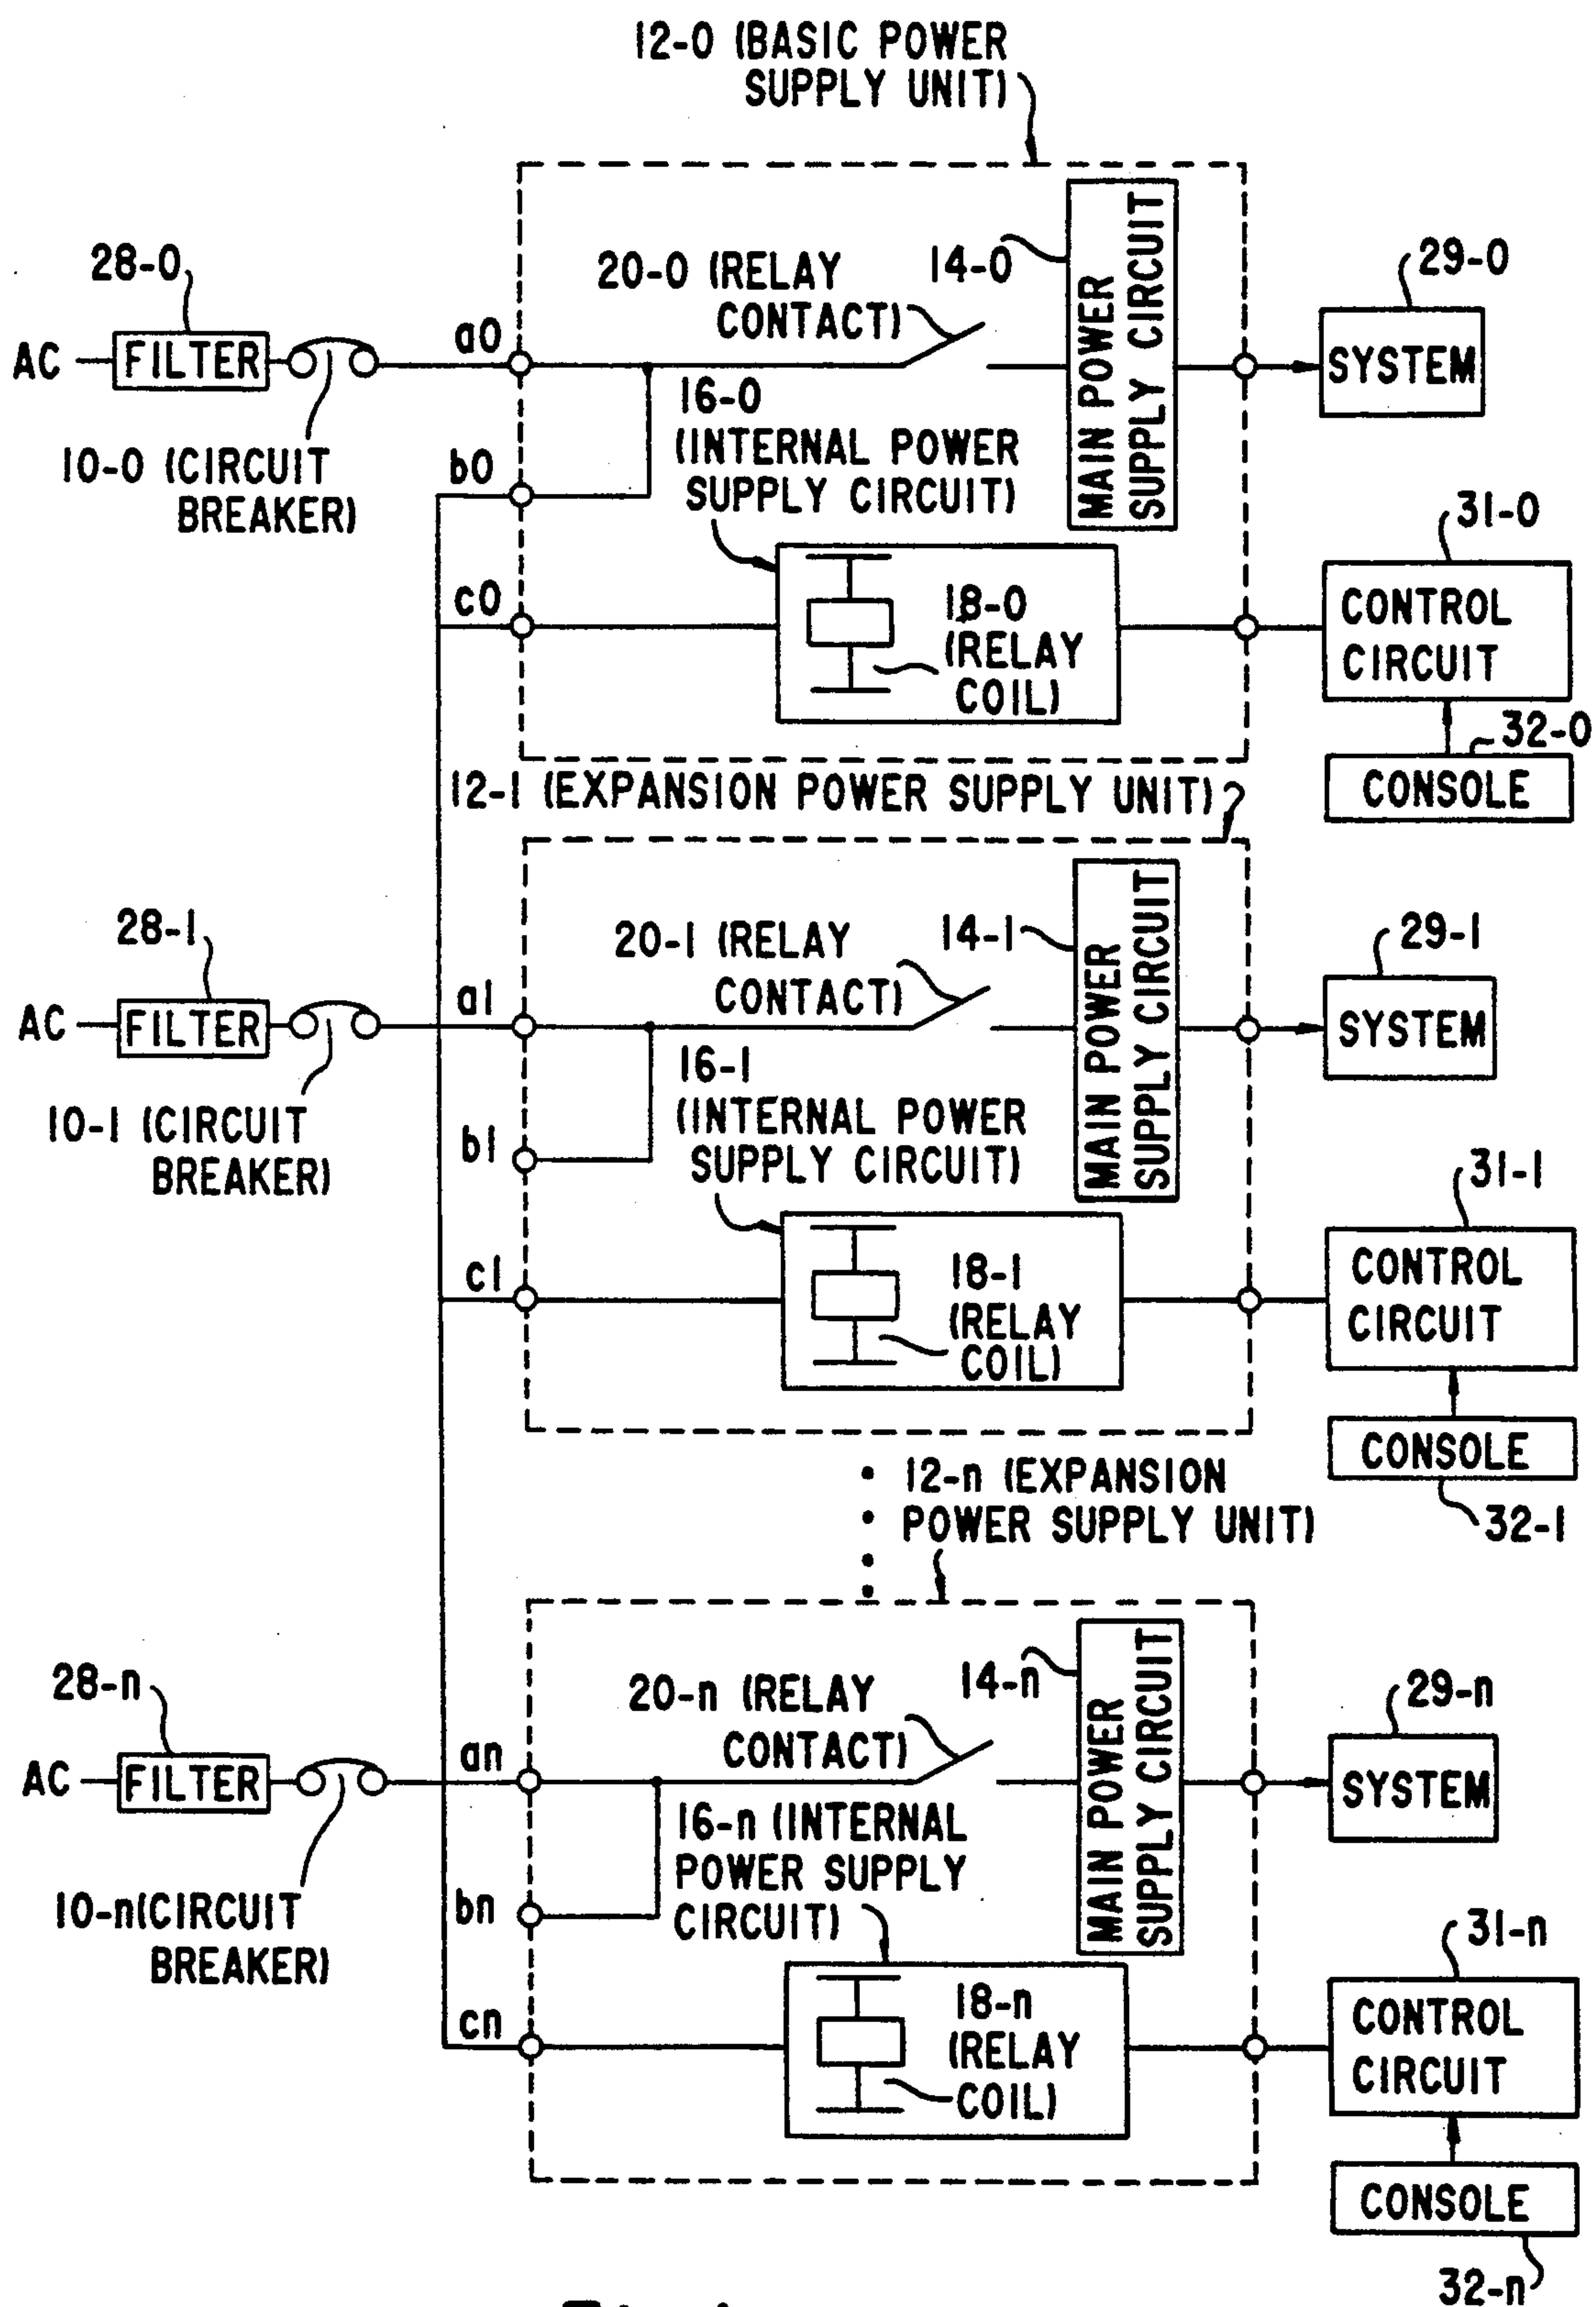 12-0 (BASIC POWER
SUPPLY UNIT)
28-0
20-0 (RELAY
CONTACT)
14-0
MAIN POWER
SUPPLY CIRCUIT
29-0
AC
FILTER
a0
SYSTEM
10-0 (CIRCUIT
BREAKER)
b0
16-0
(INTERNAL POWER
SUPPLY CIRCUIT)
31-0
c0
18-0
(RELAY
COIL)
CONTROL
CIRCUIT
32-0
CONSOLE
12-1 (EXPANSION POWER SUPPLY UNIT)
28-1
20-1 (RELAY
CONTACT)
14-1
MAIN POWER
SUPPLY CIRCUIT
29-1
AC
FILTER
a1
SYSTEM
10-1 (CIRCUIT
BREAKER)
b1
16-1
(INTERNAL POWER
SUPPLY CIRCUIT)
31-1
c1
18-1
(RELAY
COIL)
CONTROL
CIRCUIT
CONSOLE
32-1
12-n (EXPANSION
POWER SUPPLY UNIT)
28-n
20-n (RELAY
CONTACT)
14-n
MAIN POWER
SUPPLY CIRCUIT
29-n
AC
FILTER
an
SYSTEM
10-n(CIRCUIT
BREAKER)
bn
16-n (INTERNAL
POWER SUPPLY
CIRCUIT)
31-n
cn
18-n
(RELAY
COIL)
CONTROL
CIRCUIT
CONSOLE
32-n